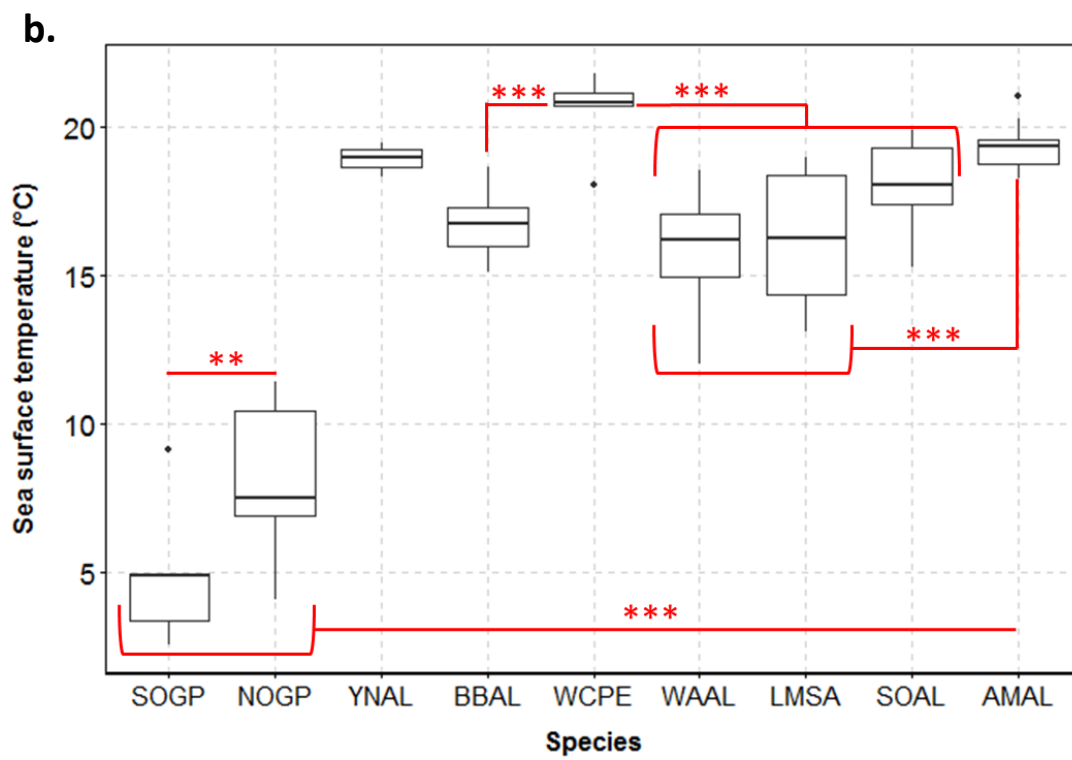 b.
Sea surface temperature (°C)
20
15
10
5
***
***
***
**
***
SOGP NOGP YNAL BBAL WCPE WAAL LMSA SOAL AMAL
Species